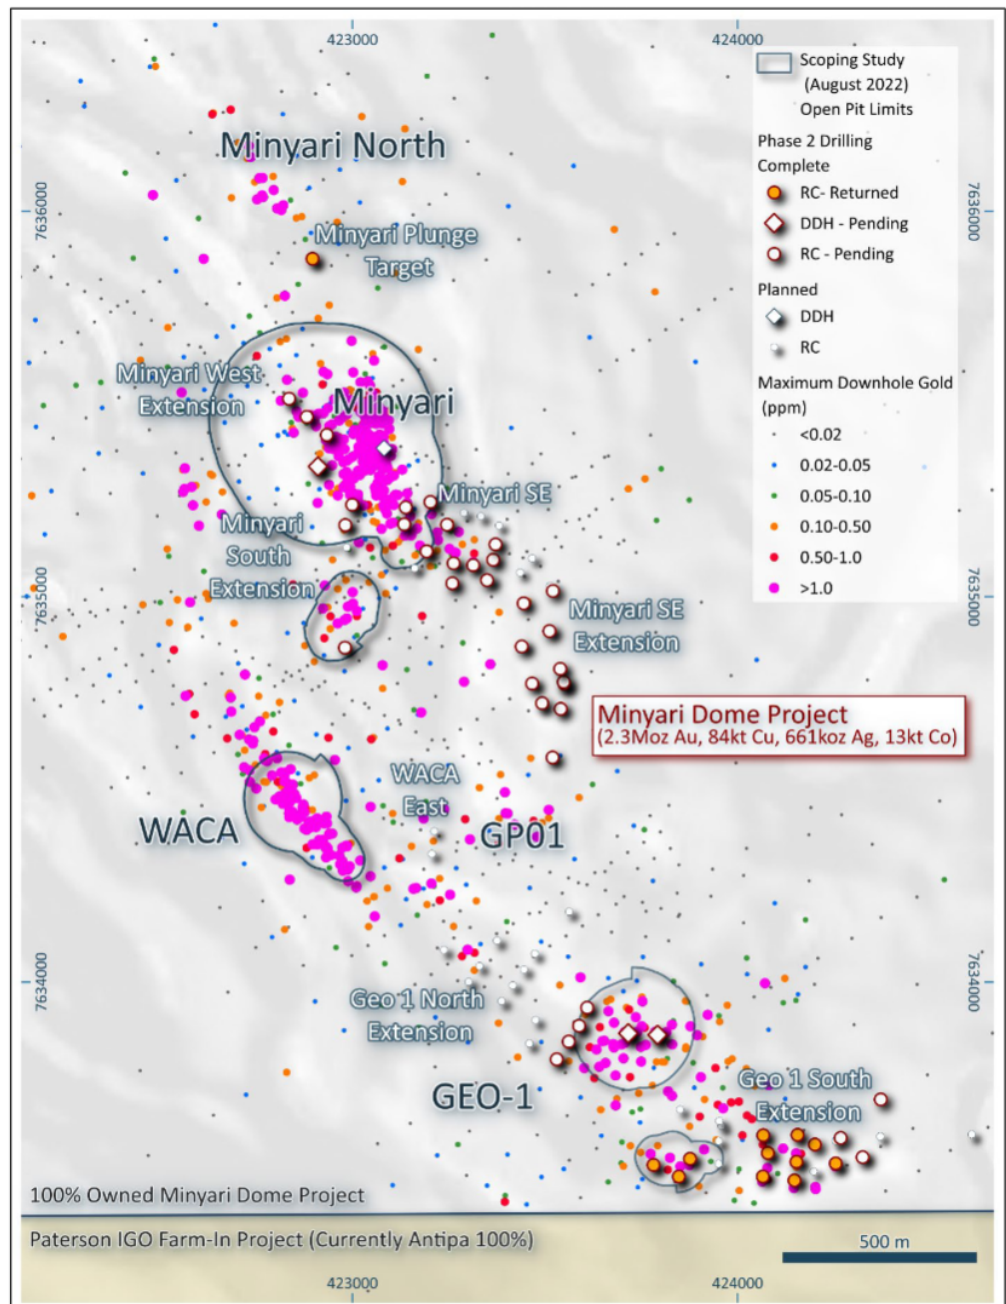 423000
424000
Scoping Study
(August 2022)
Open Pit Limits
Phase 2 Drilling
Complete
RC- Returned
DDH - Pending
RC - Pending
Planned
DDH
RC
Maximum Downhole Gold
(ppm)
<0.02
0.02-0.05
0.05-0.10
0.10-0.50
0.50-1.0
>1.0
Minyari North
7636000
7636000
Minyari Plunge
Target
Minyari West
Extension
Minyari
Minyari SE
Minyari
South
Extension
7635000
7635000
Minyari SE
Extension
Minyari Dome Project
(2.3Moz Au, 84kt Cu, 661koz Ag, 13kt Co)
WACA
East
WACA
GP01
7634000
7634000
Geo 1 North
Extension
GEO-1
Geo 1 South
Extension
100% Owned Minyari Dome Project
Paterson IGO Farm-In Project (Currently Antipa 100%)
500 m
423000
424000